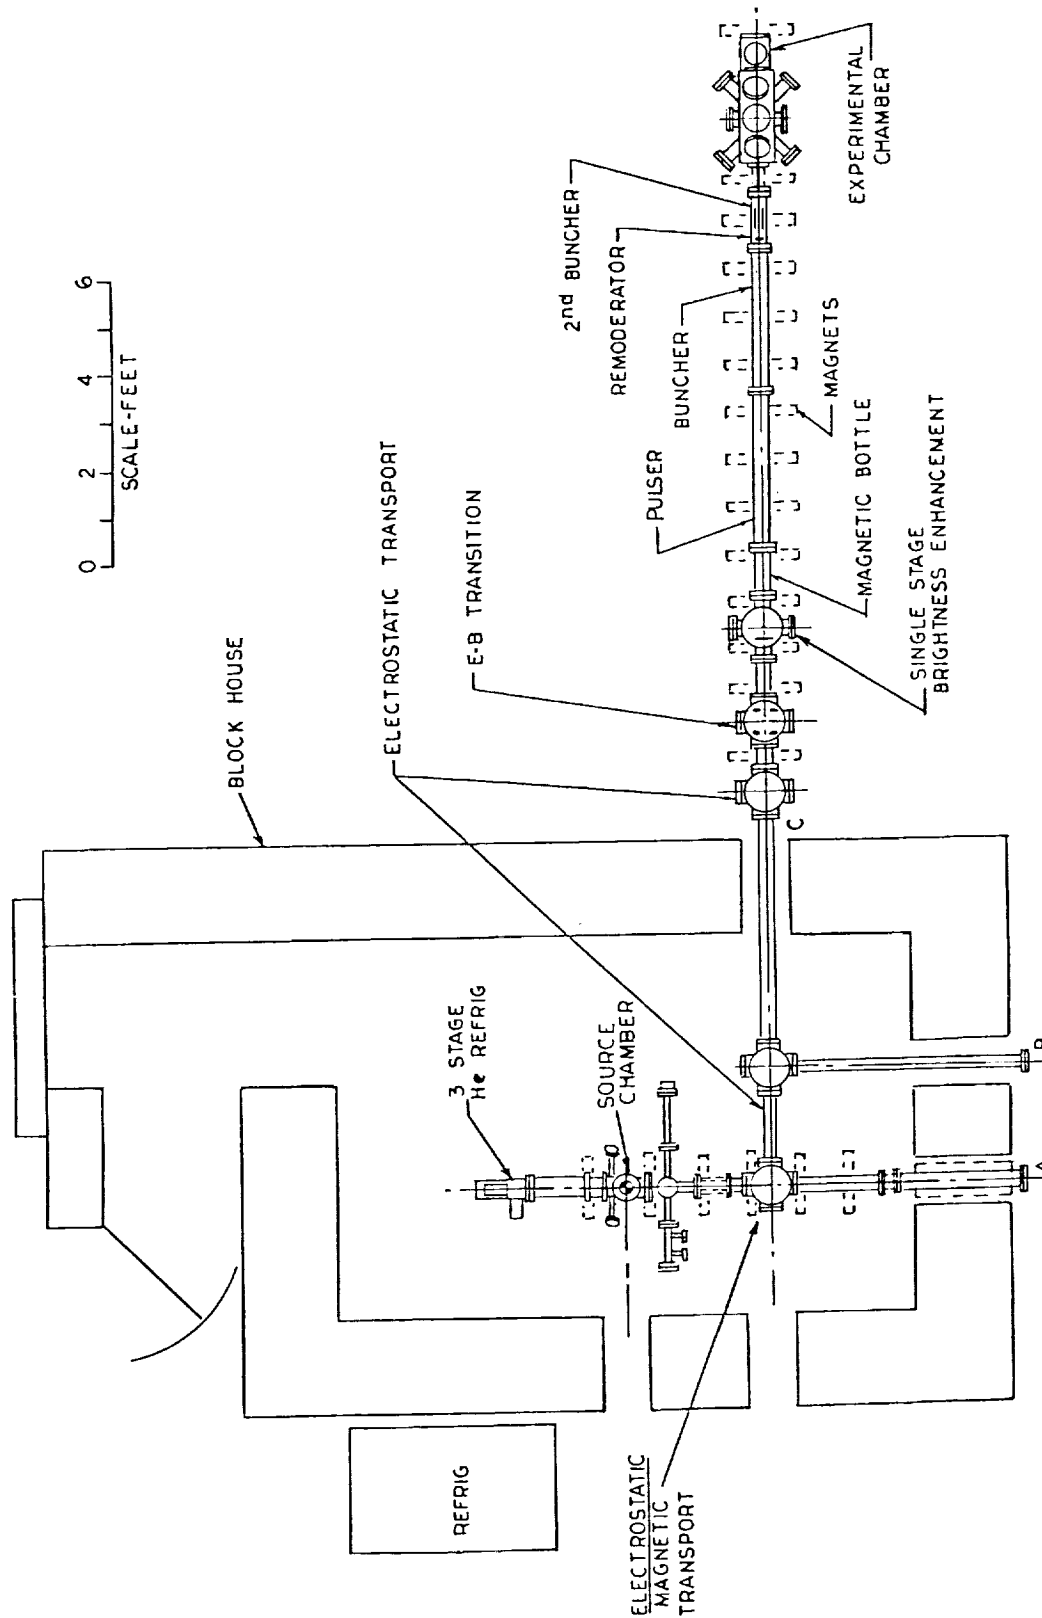 0 2 4 6
SCALE-FEET
BLOCK HOUSE
ELECTROSTATIC TRANSPORT
E-B TRANSITION
PULSER
2nd BUNCHER
REMODERATOR
BUNCHER
MAGNETS
MAGNETIC BOTTLE
SINGLE STAGE
BRIGHTNESS ENHANCEMENT
EXPERIMENTAL
CHAMBER
3 STAGE
He REFRIG
SOURCE
CHAMBER
REFRIG
ELECTROSTATIC
MAGNETIC
TRANSPORT
A
B
C